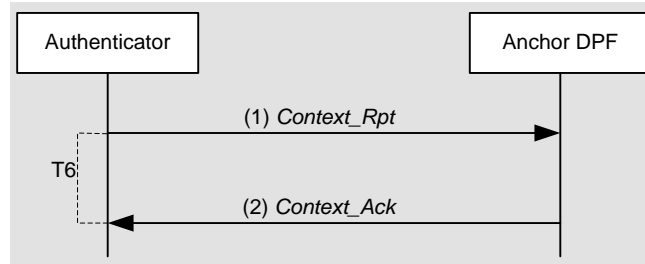 Authenticator
Anchor DPF
(1) Context_Rpt
T6
(2) Context_Ack